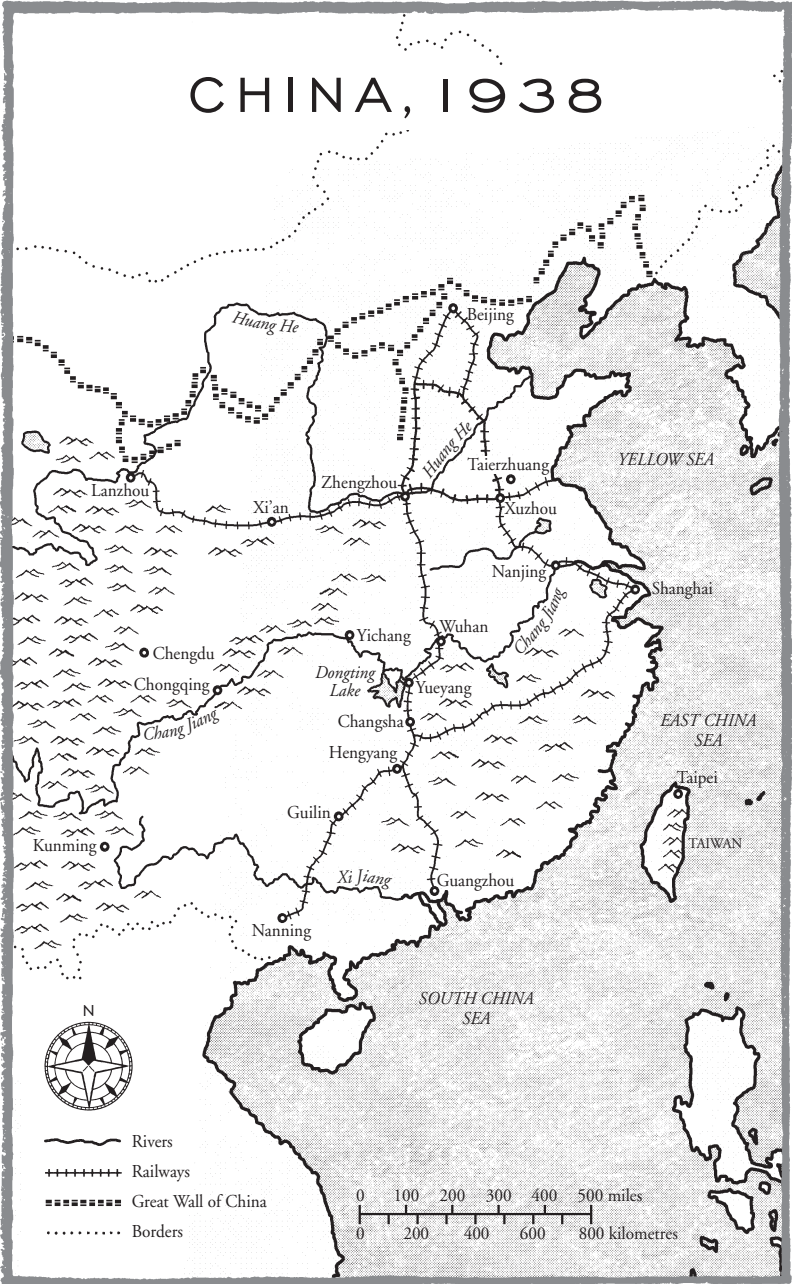 CHINA, 1938
Huang He
Beijing
Huang He
YELLOW SEA
Taierzhuang
Zhengzhou
Lanzhou
Xi'an
Xuzhou
Nanjing
Shanghai
Chang Jiang
Wuhan
Yichang
Chengdu
Dongting
Lake
Chongqing
Yueyang
Chang Jiang
Changsha
EAST CHINA
SEA
Hengyang
Taipei
Guilin
TAIWAN
Kunming
Xi Jiang
Guangzhou
Nanning
SOUTH CHINA
SEA
N
Rivers
Railways
Great Wall of China
Borders
0 100 200 300 400 500 miles
0 200 400 600 800 kilometres